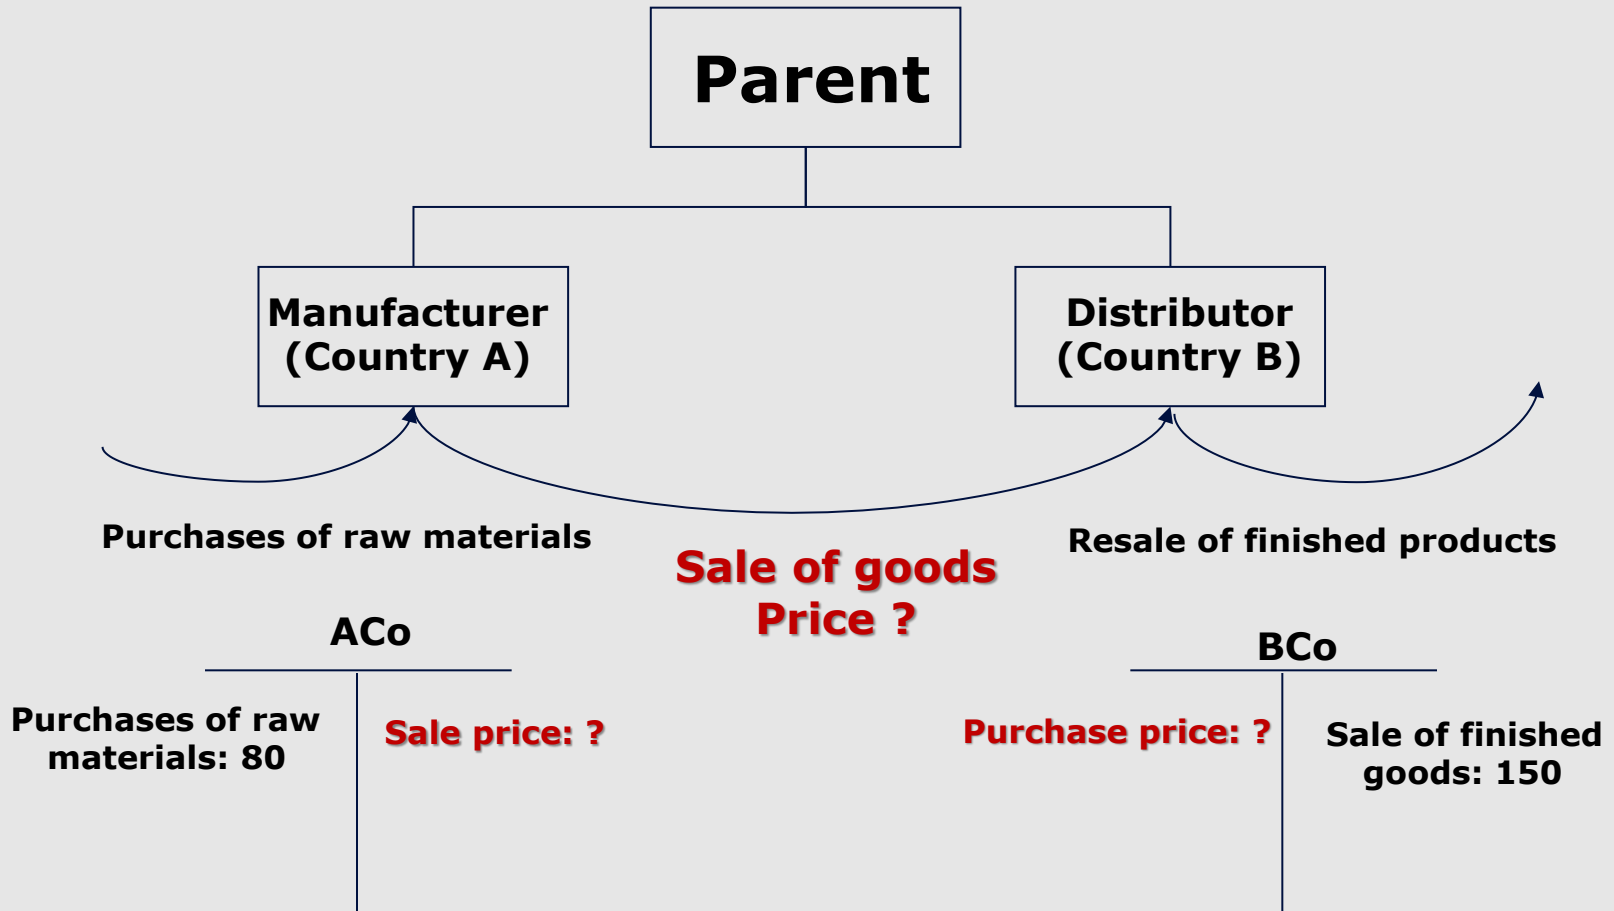 Parent
Manufacturer
(Country A)
Distributor
(Country B)
Purchases of raw materials
Sale of goods
Price ?
Resale of finished products
ACo
Purchases of raw
materials: 80
Sale price: ?
BCo
Purchase price: ?
Sale of finished
goods: 150